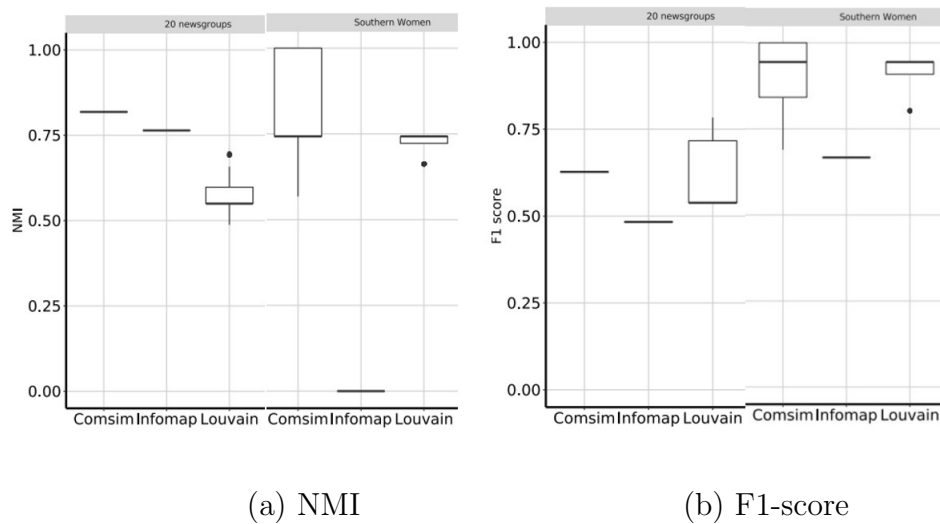 20 newsgroups Southern Women
1.00
0.75
0.50
0.25
0.00
NMI
Comsim Infomap Louvain Comsim Infomap Louvain
(a) NMI
20 newsgroups Southern Women
1.00
0.75
0.50
0.25
0.00
F1 score
Comsim Infomap Louvain Comsim Infomap Louvain
(b) F1-score